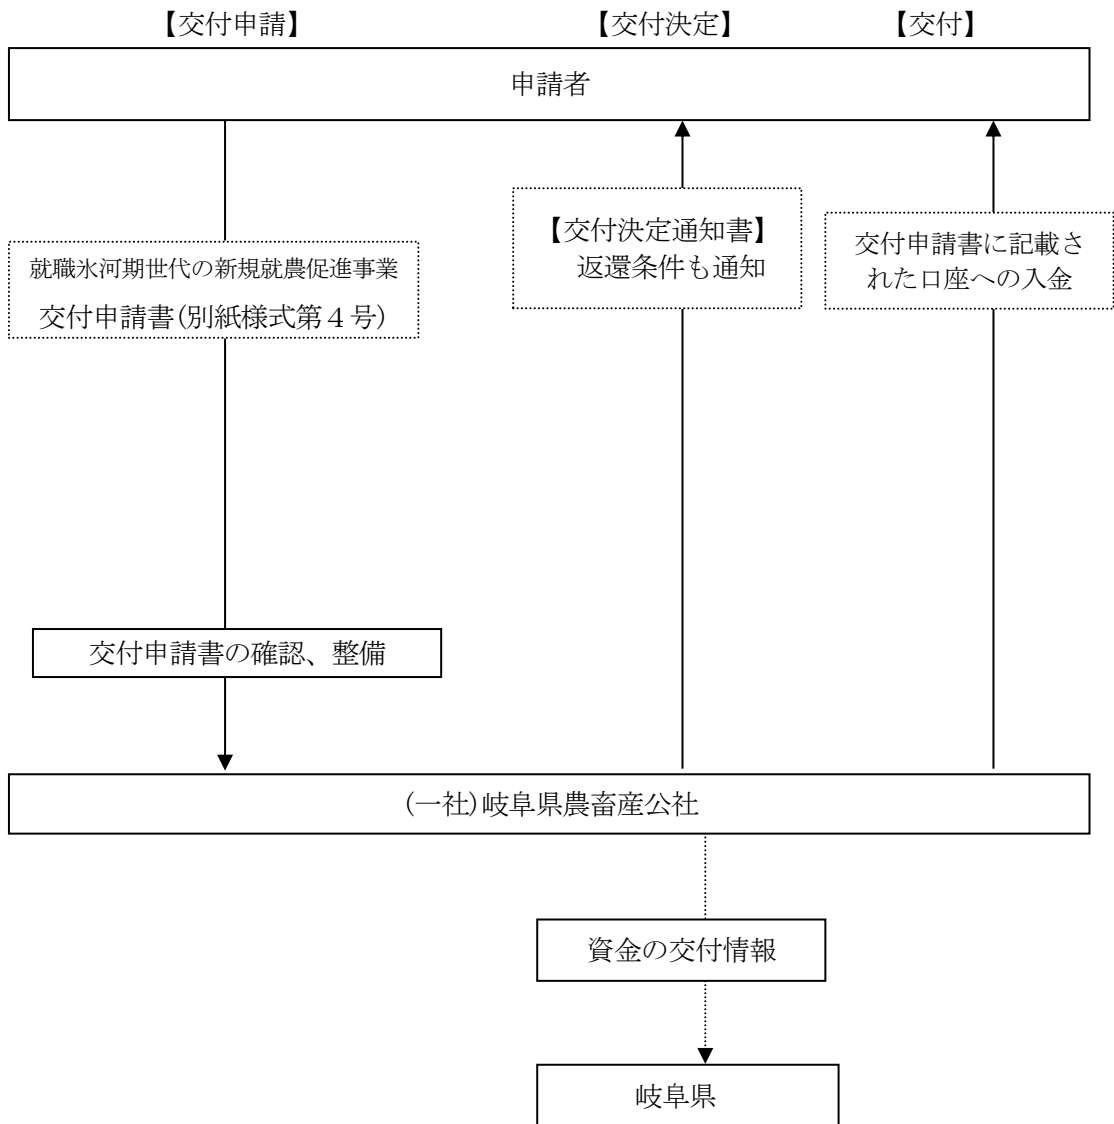 【交付申請】
【交付決定】
【交付】
申請者
就職氷河期世代の新規就農促進事業
交付申請書(別紙様式第４号)
【交付決定通知書】
返還条件も通知
交付申請書に記載さ
れた口座への入金
交付申請書の確認、整備
(一社)岐阜県農畜産公社
資金の交付情報
岐阜県